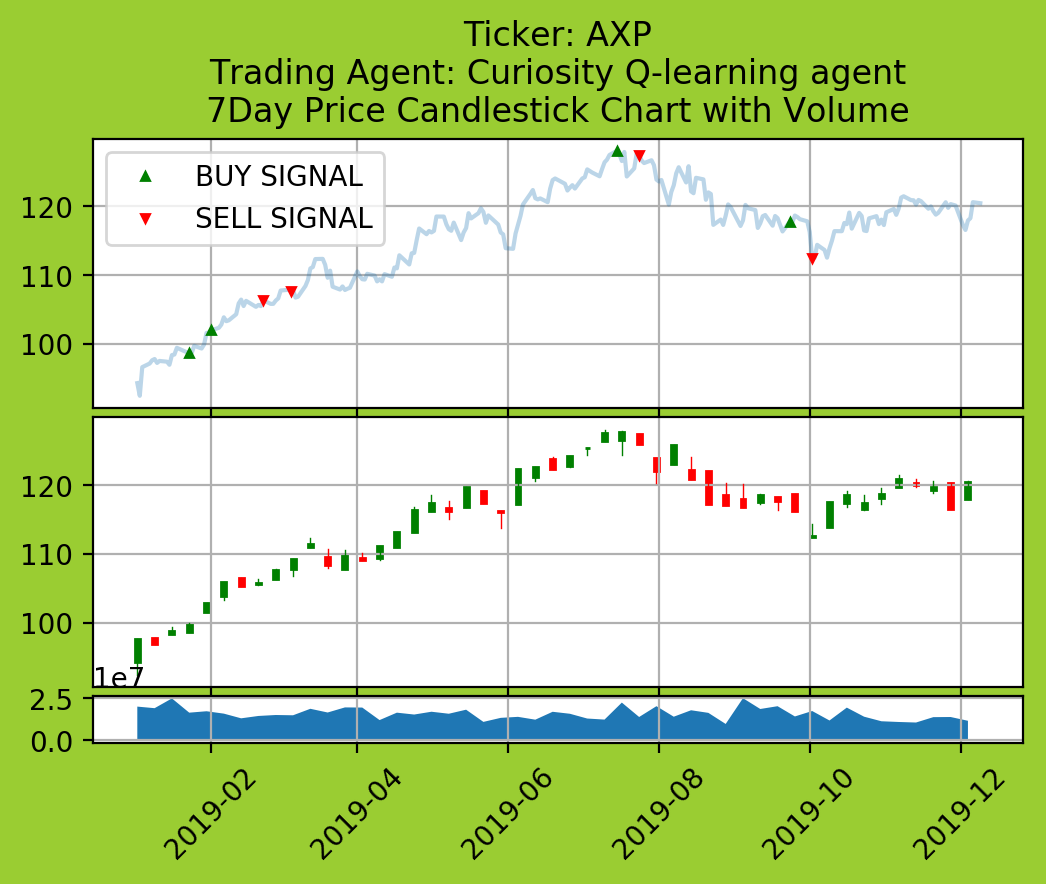 Ticker: AXP
Trading Agent: Curiosity Q-learning agent
7Day Price Candlestick Chart with Volume
BUY SIGNAL
SELL SIGNAL
120
110
100
120
110
100
1e7
2.5
0.0
2019-02
2019-04
2019-06
2019-08
2019-10
2019-12